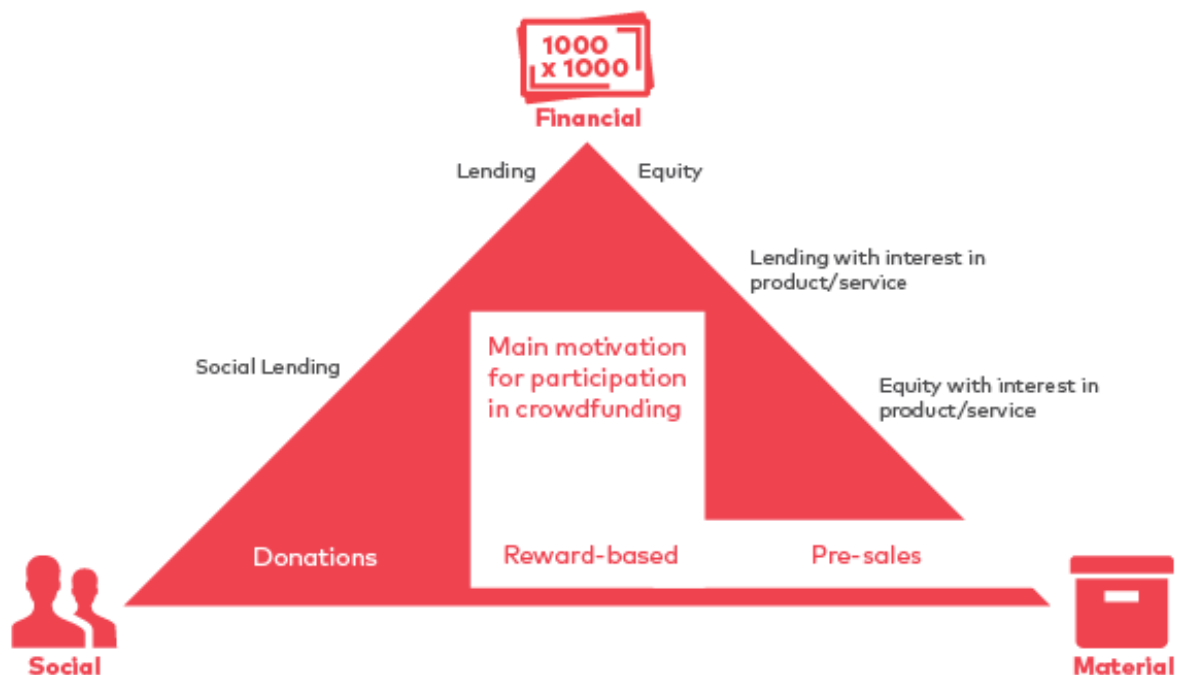 1000
x 1000
Financial
Lending
Equity
Lending with interest in
product/service
Main motivation
for participation
in crowdfunding
Social Lending
Equity with interest in
product/service
Donations
Reward-based
Pre-sales
Social
Material